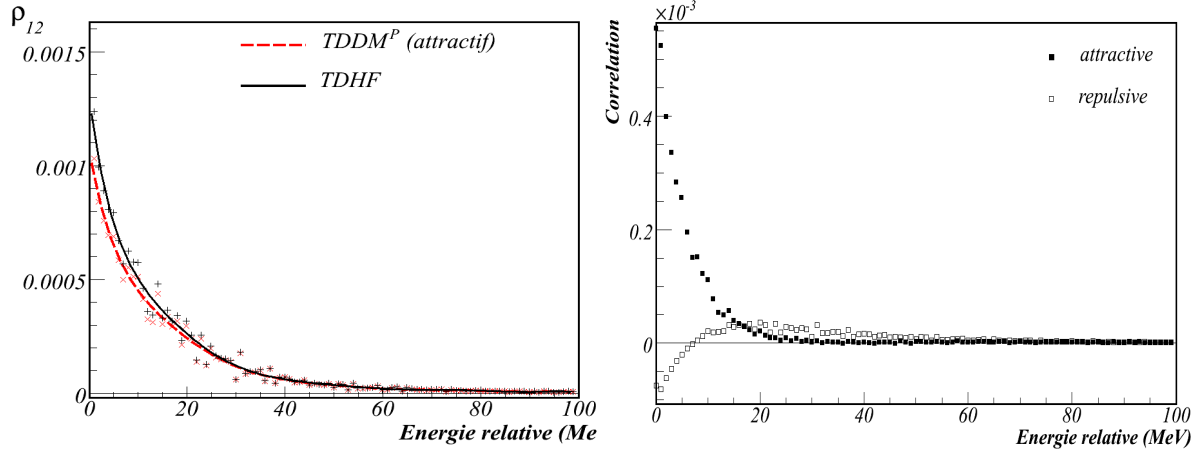 ρ12
0.0015
0.001
0.0005
0
TDDM^P (attractif)
TDHF
0 20 40 60 80 100
Energie relative (Me
×10^-3
Correlation
0.4
0.2
0
attractive
repulsive
0 20 40 60 80 100
Energie relative (MeV)